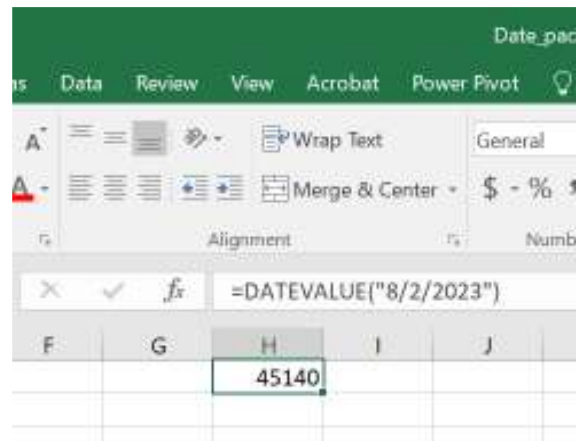 Date_pac
as Data Review View Acrobat Power Pivot
A Wrap Text General
A Merge & Center $ %
Alignment Numb
fx =DATEVALUE("8/2/2023")
F G H I J
45140